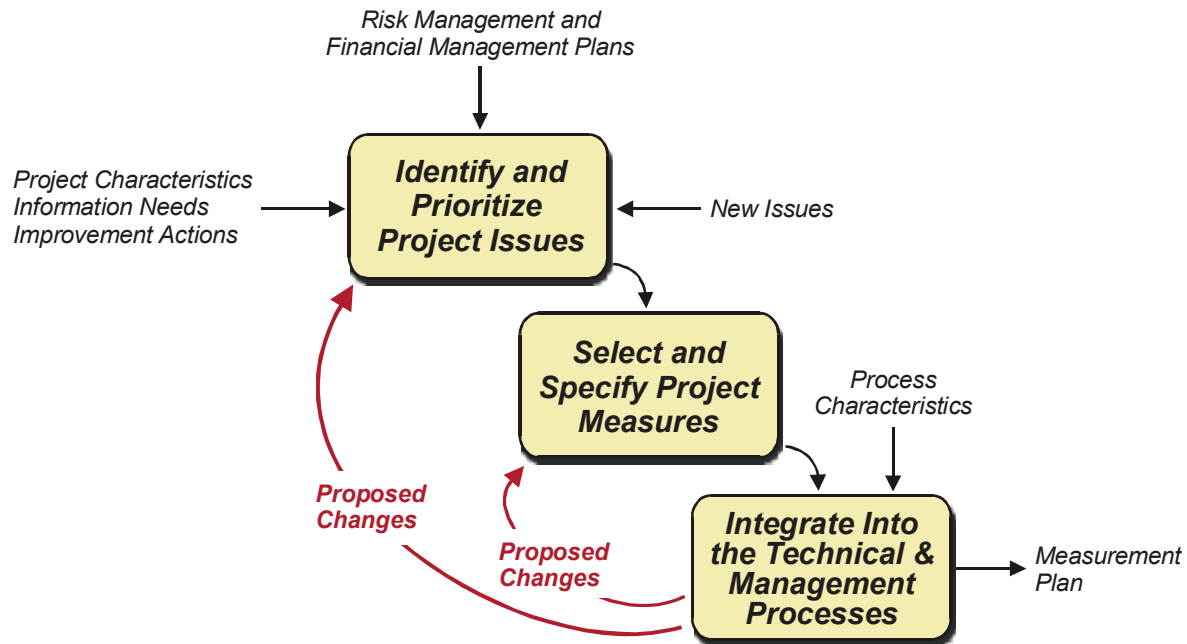 Risk Management and
Financial Management Plans
Identify and
Prioritize
Project Issues
Project Characteristics
Information Needs
Improvement Actions
New Issues
Select and
Specify Project
Measures
Process
Characteristics
Proposed
Changes
Proposed
Changes
Integrate Into
the Technical &
Management
Processes
Measurement
Plan